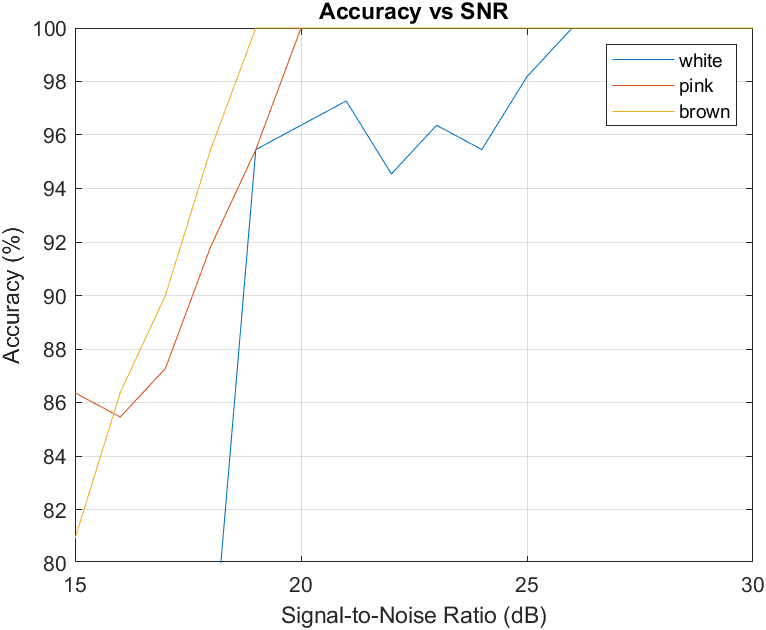 Accuracy vs SNR
100
98
96
94
92
90
88
86
84
82
80
Accuracy (%)
white
pink
brown
15
20
25
30
Signal-to-Noise Ratio (dB)